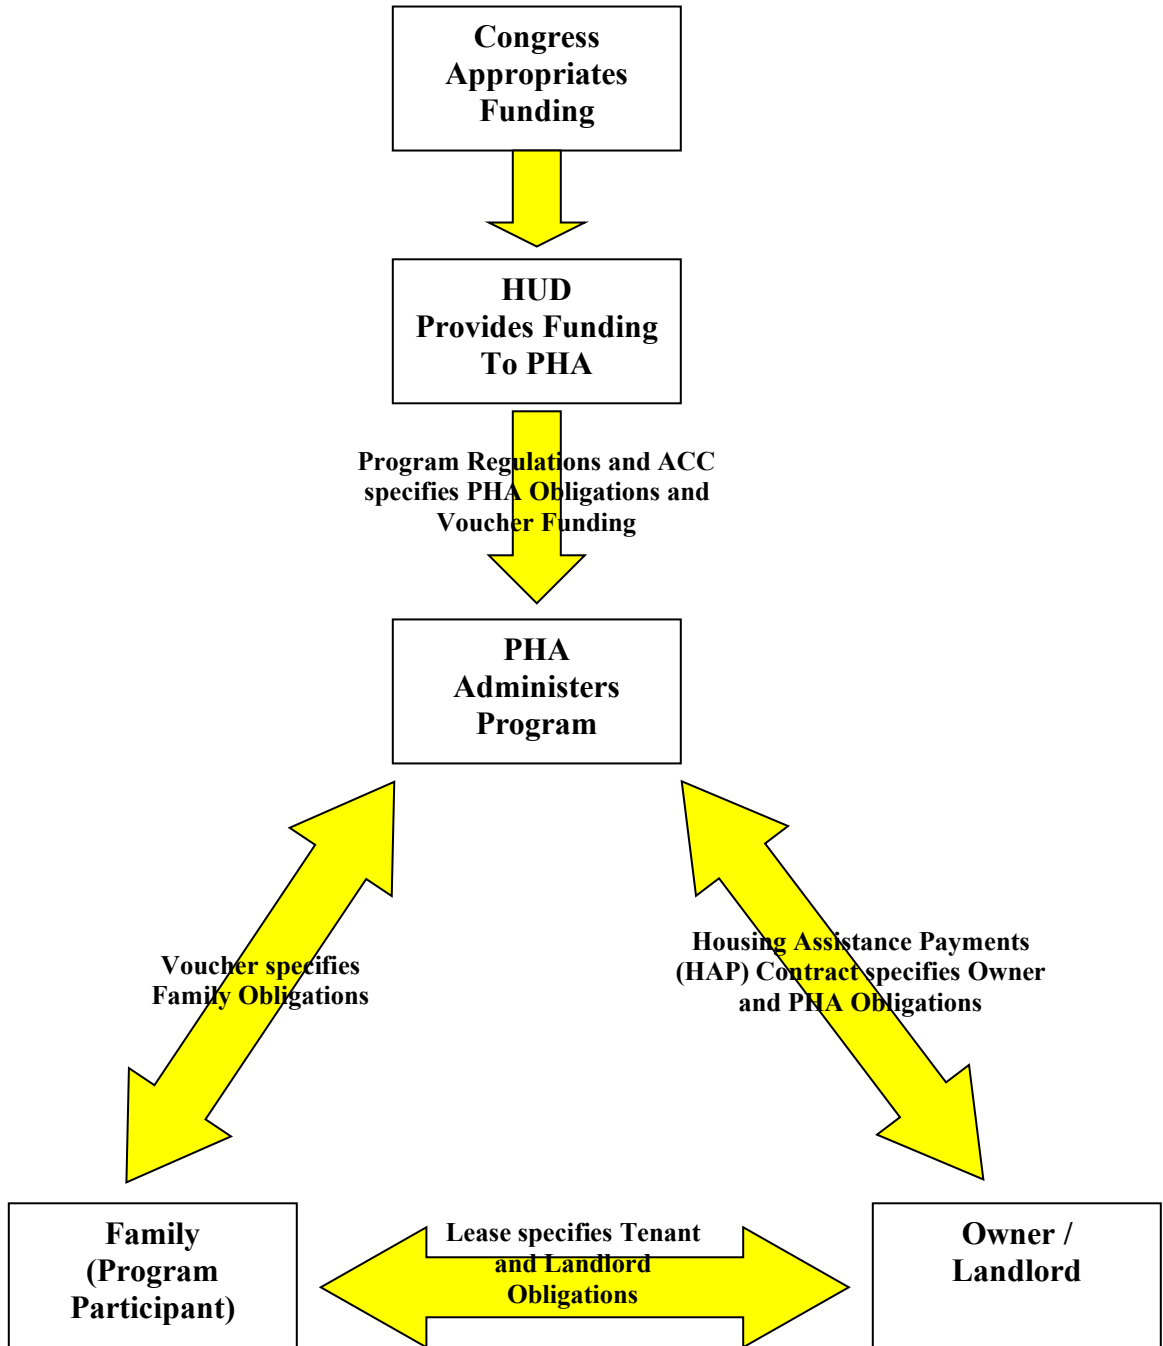 Congress
Appropriates
Funding
HUD
Provides Funding
To PHA
Program Regulations and ACC
specifies PHA Obligations and
Voucher Funding
PHA
Administers
Program
Voucher specifies
Family Obligations
Housing Assistance Payments
(HAP) Contract specifies Owner
and PHA Obligations
Family
(Program
Participant)
Lease specifies Tenant
and Landlord
Obligations
Owner /
Landlord